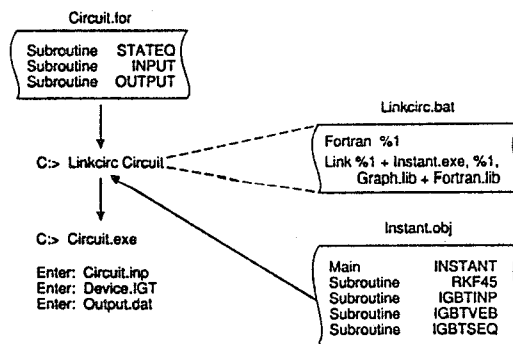 Circuit.for
Subroutine STATEQ
Subroutine INPUT
Subroutine OUTPUT
C:> Linkcirc Circuit
Linkcirc.bat
Fortran %1
Link %1 + Instant.exe, %1,
Graph.lib + Fortran.lib
C:> Circuit.exe
Enter: Circuit.inp
Enter: Device.IGT
Enter: Output.dat
Instant.obj
Main INSTANT
Subroutine RKF45
Subroutine IGBTINP
Subroutine IGBTVEB
Subroutine IGBTSEQ